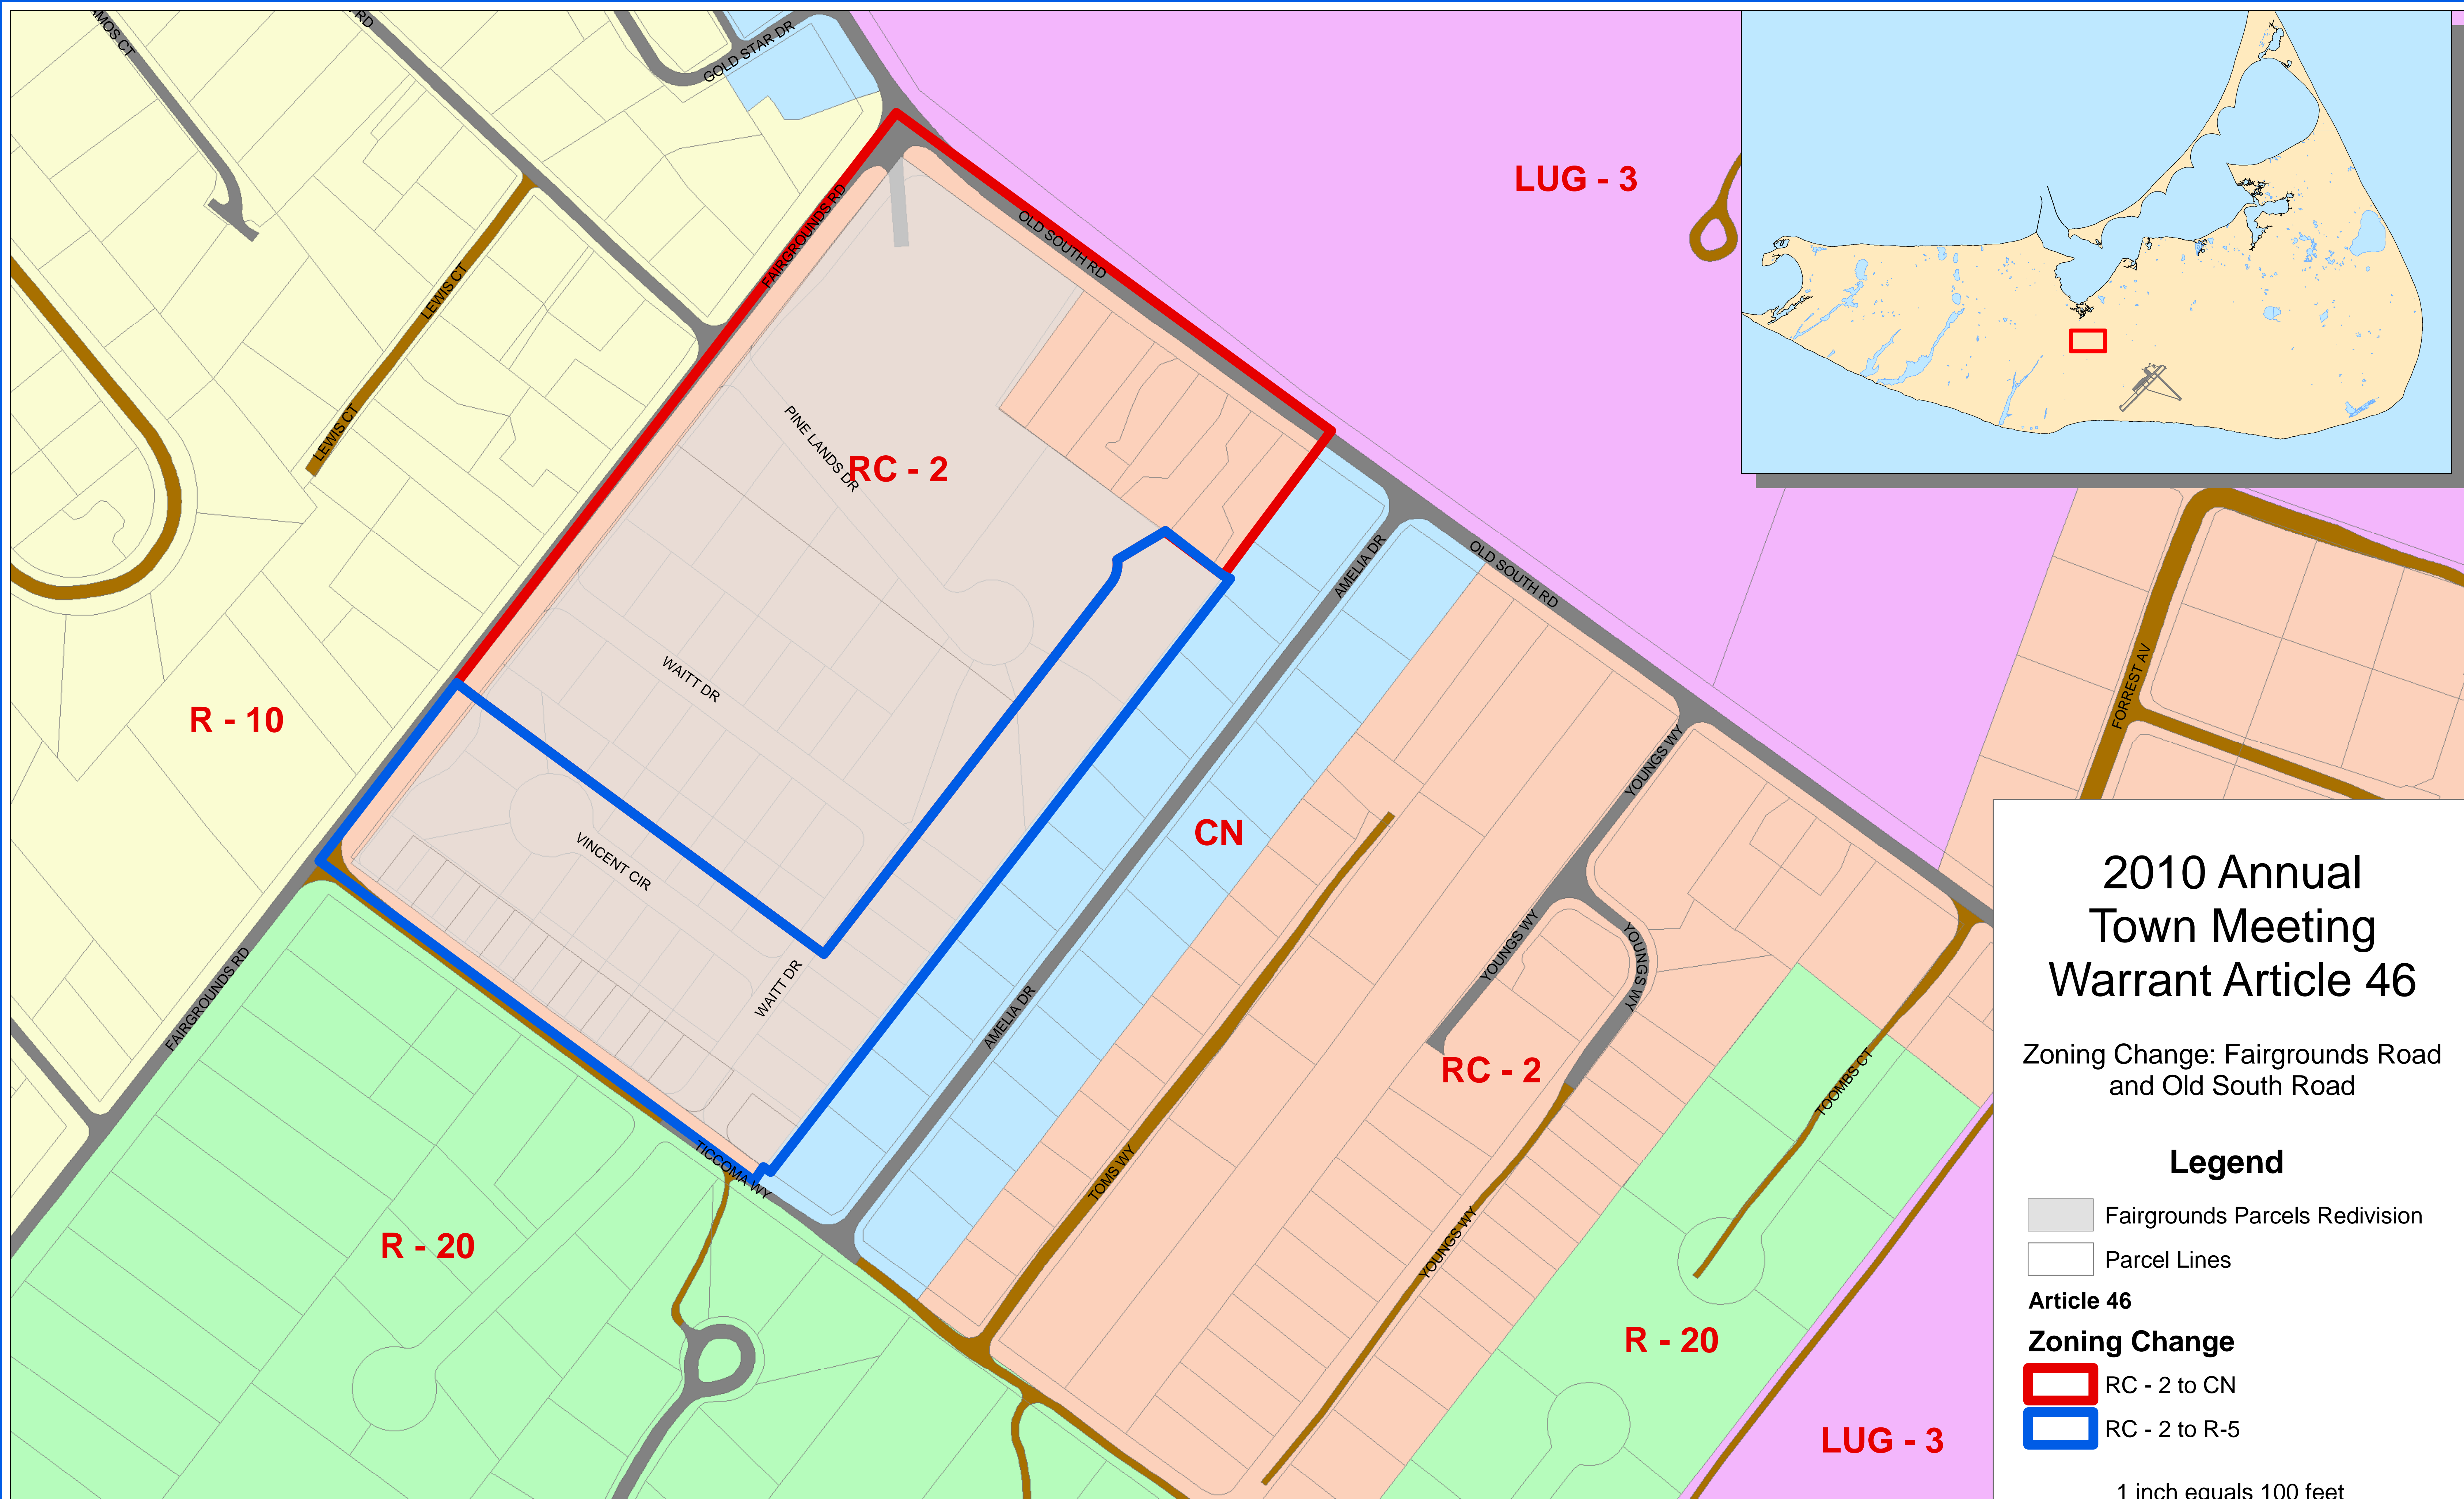 AMOS CT
RD
GOLD STAR DR
LUG - 3
FAIRGROUNDS RD
OLD SOUTH RD
LEWIS CT
LEWIS CT
PINE LANDS DR
RC - 2
AMELIA DR
OLD SOUTH RD
WAITT DR
R - 10
FORREST AV
YOUNGS WY
CN
VINCENT CIR
YOUNGS WY
YOUNGS WY
WAITT DR
FAIRGROUNDS RD
AMELIA DR
RC - 2
TOOMBS CT
TICCOMA WY
TOMS WY
YOUNGS WY
R - 20
R - 20
LUG - 3
2010 Annual
Town Meeting
Warrant Article 46
Zoning Change: Fairgrounds Road
and Old South Road
Legend
Fairgrounds Parcels Redivision
Parcel Lines
Article 46
Zoning Change
RC - 2 to CN
RC - 2 to R-5
1 inch equals 100 feet